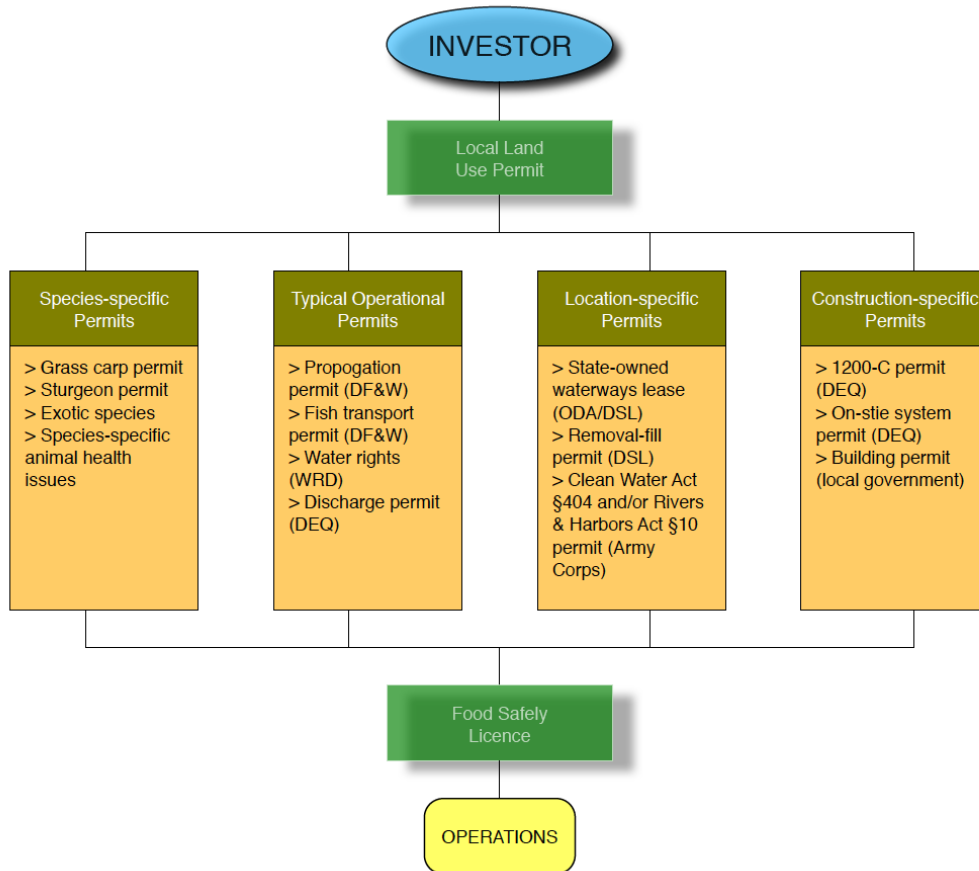 INVESTOR
Local Land
Use Permit
Species-specific
Permits
> Grass carp permit
> Sturgeon permit
> Exotic species
> Species-specific
animal health
issues
Typical Operational
Permits
> Propogation
permit (DF&W)
> Fish transport
permit (DF&W)
> Water rights
(WRD)
> Discharge permit
(DEQ)
Location-specific
Permits
> State-owned
waterways lease
(ODA/DSL)
> Removal-fill
permit (DSL)
> Clean Water Act
§404 and/or Rivers
& Harbors Act §10
permit (Army
Corps)
Construction-specific
Permits
> 1200-C permit
(DEQ)
> On-stie system
permit (DEQ)
> Building permit
(local government)
Food Safely
Licence
OPERATIONS